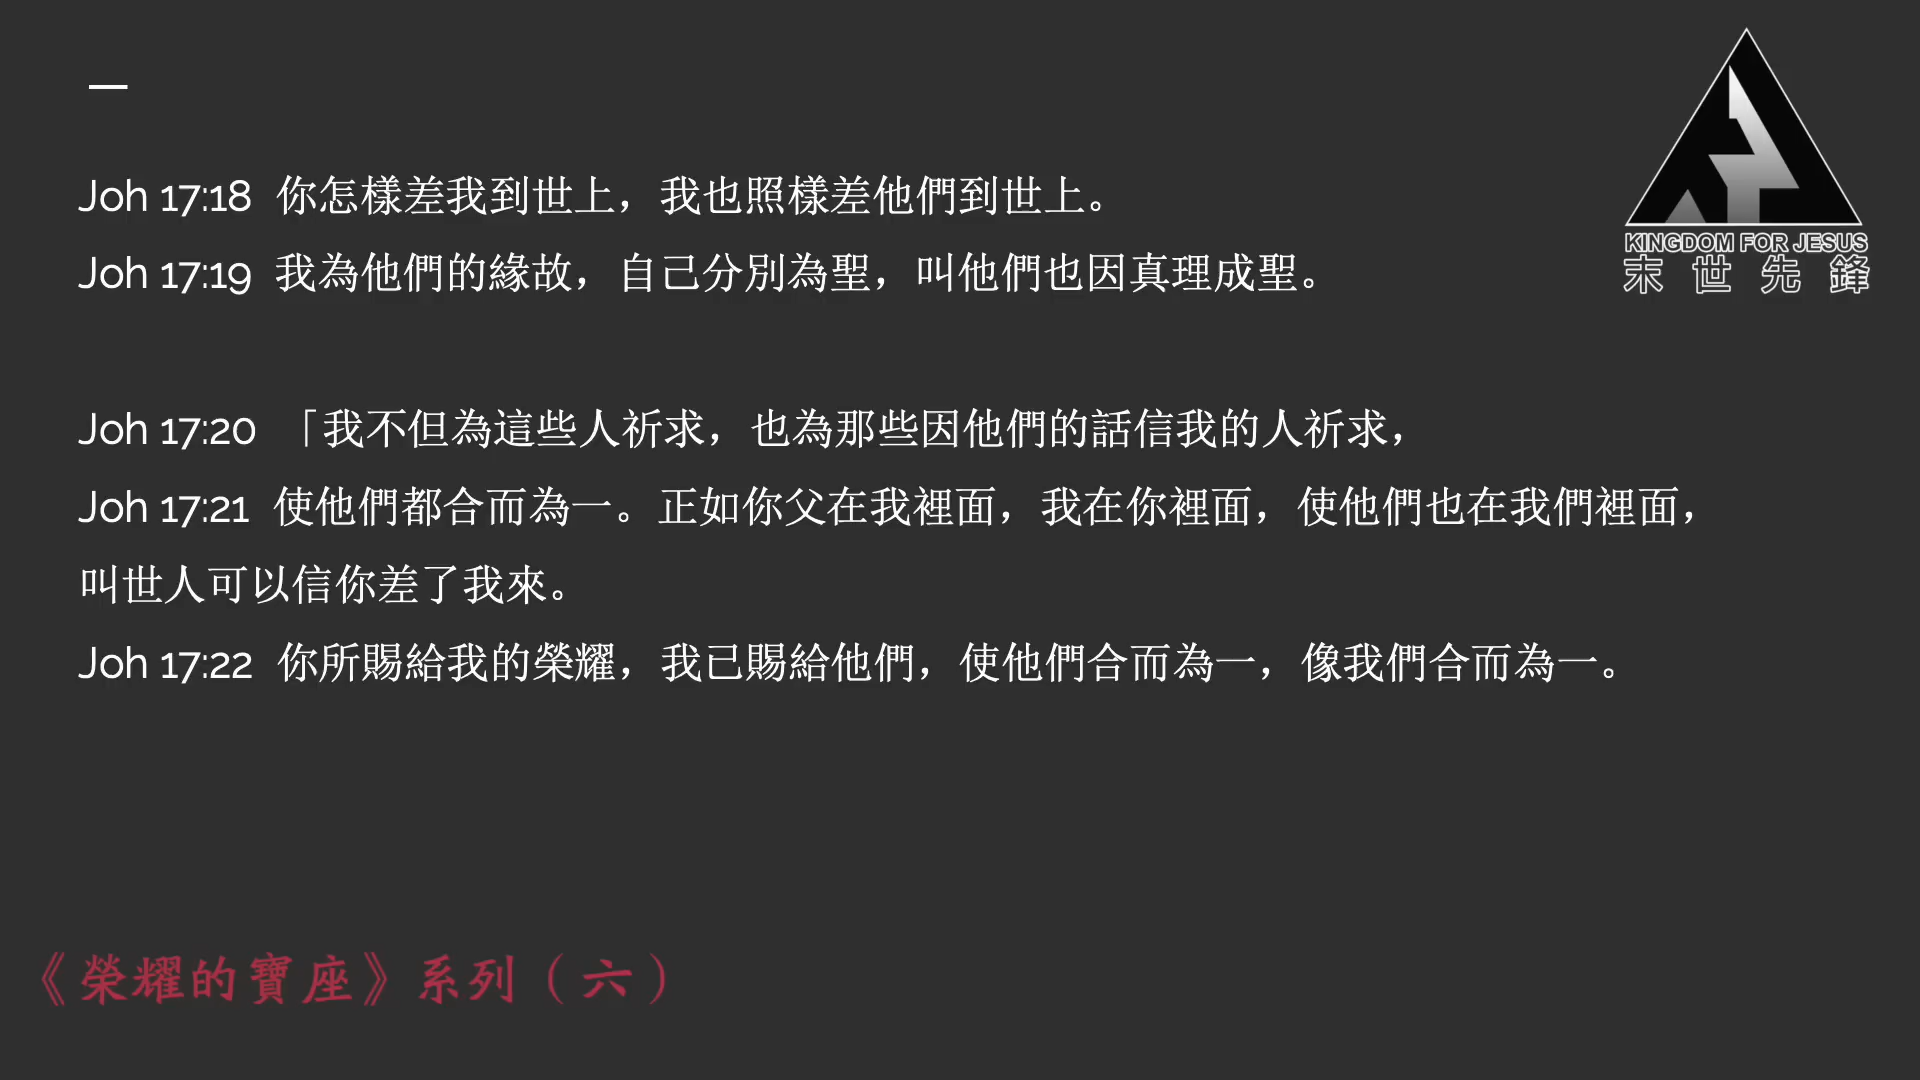 Joh 17:18 你怎樣差我到世上，我也照樣差他們到世上。
Joh 17:19 我為他們的緣故，自己分別為聖，叫他們也因真理成聖。
Joh 17:20 「我不但為這些人祈求，也為那些因他們的話信我的人祈求，
Joh 17:21 使他們都合而為一。正如你父在我裡面，我在你裡面，使他們也在我們裡面，
叫世人可以信你差了我來。
Joh 17:22 你所賜給我的榮耀，我已賜給他們，使他們合而為一，像我們合而為一。
KINGDOM FOR JESUS
末世先鋒
《榮耀的寶座》系列（六）